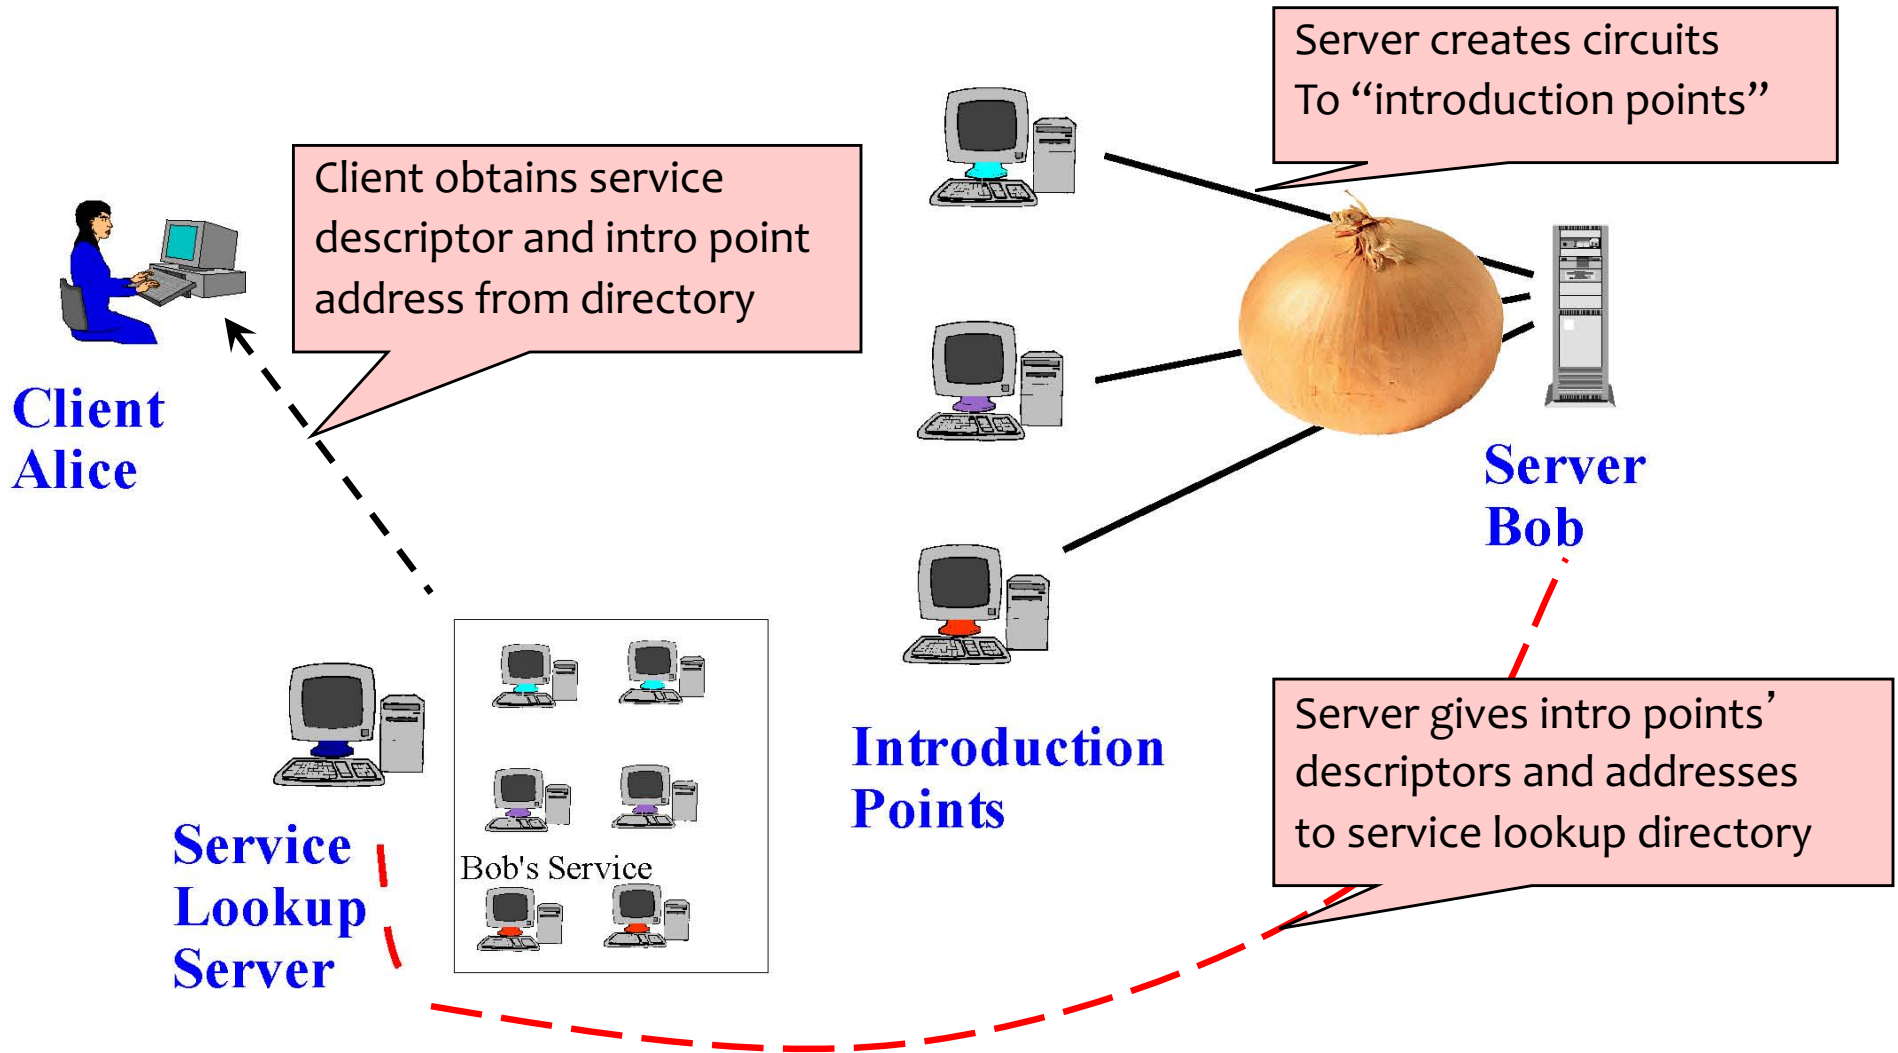 Server creates circuits
To “introduction points”
Client obtains service
descriptor and intro point
address from directory
Client
Alice
Server
Bob
Introduction
Points
Server gives intro points’
descriptors and addresses
to service lookup directory
Service
Lookup
Server
Bob's Service